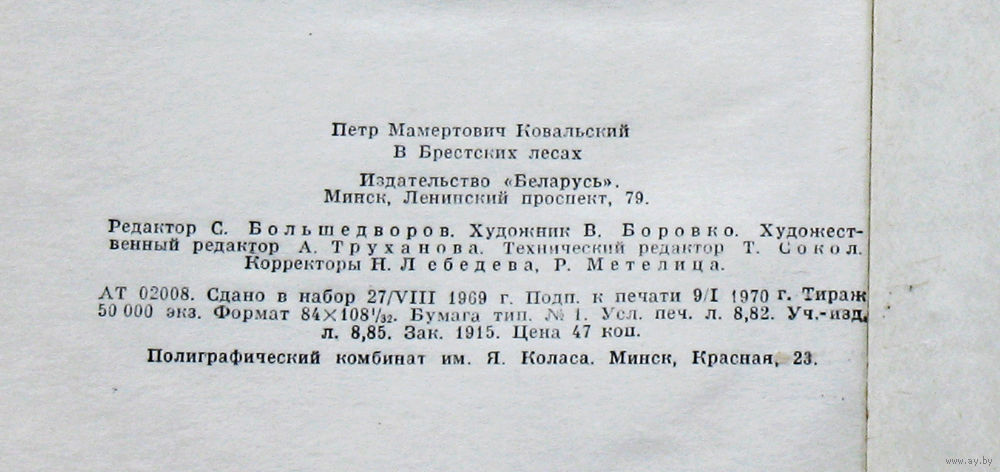 Петр Мамертович Ковальский
В Брестских лесах
Издательство «Беларусь».
Минск, Ленинский проспект, 79.
Редактор С. Большедворов. Художник В. Боровко. Художест-
венный редактор А. Труханова. Технический редактор Т. Сокол.
Корректоры Н. Лебедева, Р. Метелица.
АТ 02008. Сдано в набор 27/VIII 1969 г. Подп. к печати 9/I 1970 г. Тираж
50 000 экз. Формат 84×108¹/₃₂. Бумага тип. № 1. Усл. печ. л. 8,82. Уч.-изд.
л. 8,85. Зак. 1915. Цена 47 коп.
Полиграфический комбинат им. Я. Коласа. Минск, Красная, 23.
www.ay.by